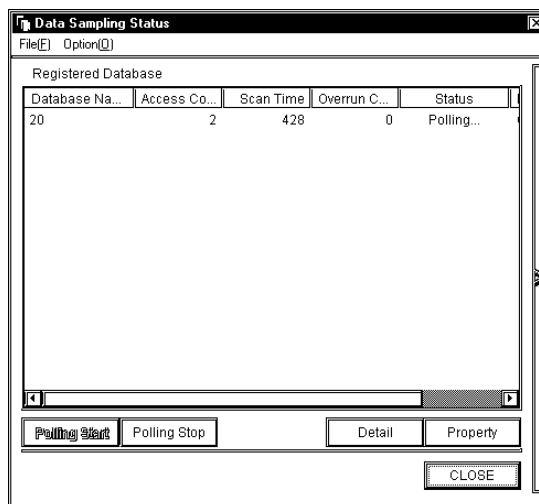 Data Sampling Status
File(F) Option(O)
Registered Database
Database Na... Access Co... Scan Time Overrun C... Status
20 2 428 0 Polling...
Polling Start Polling Stop Detail Property
CLOSE